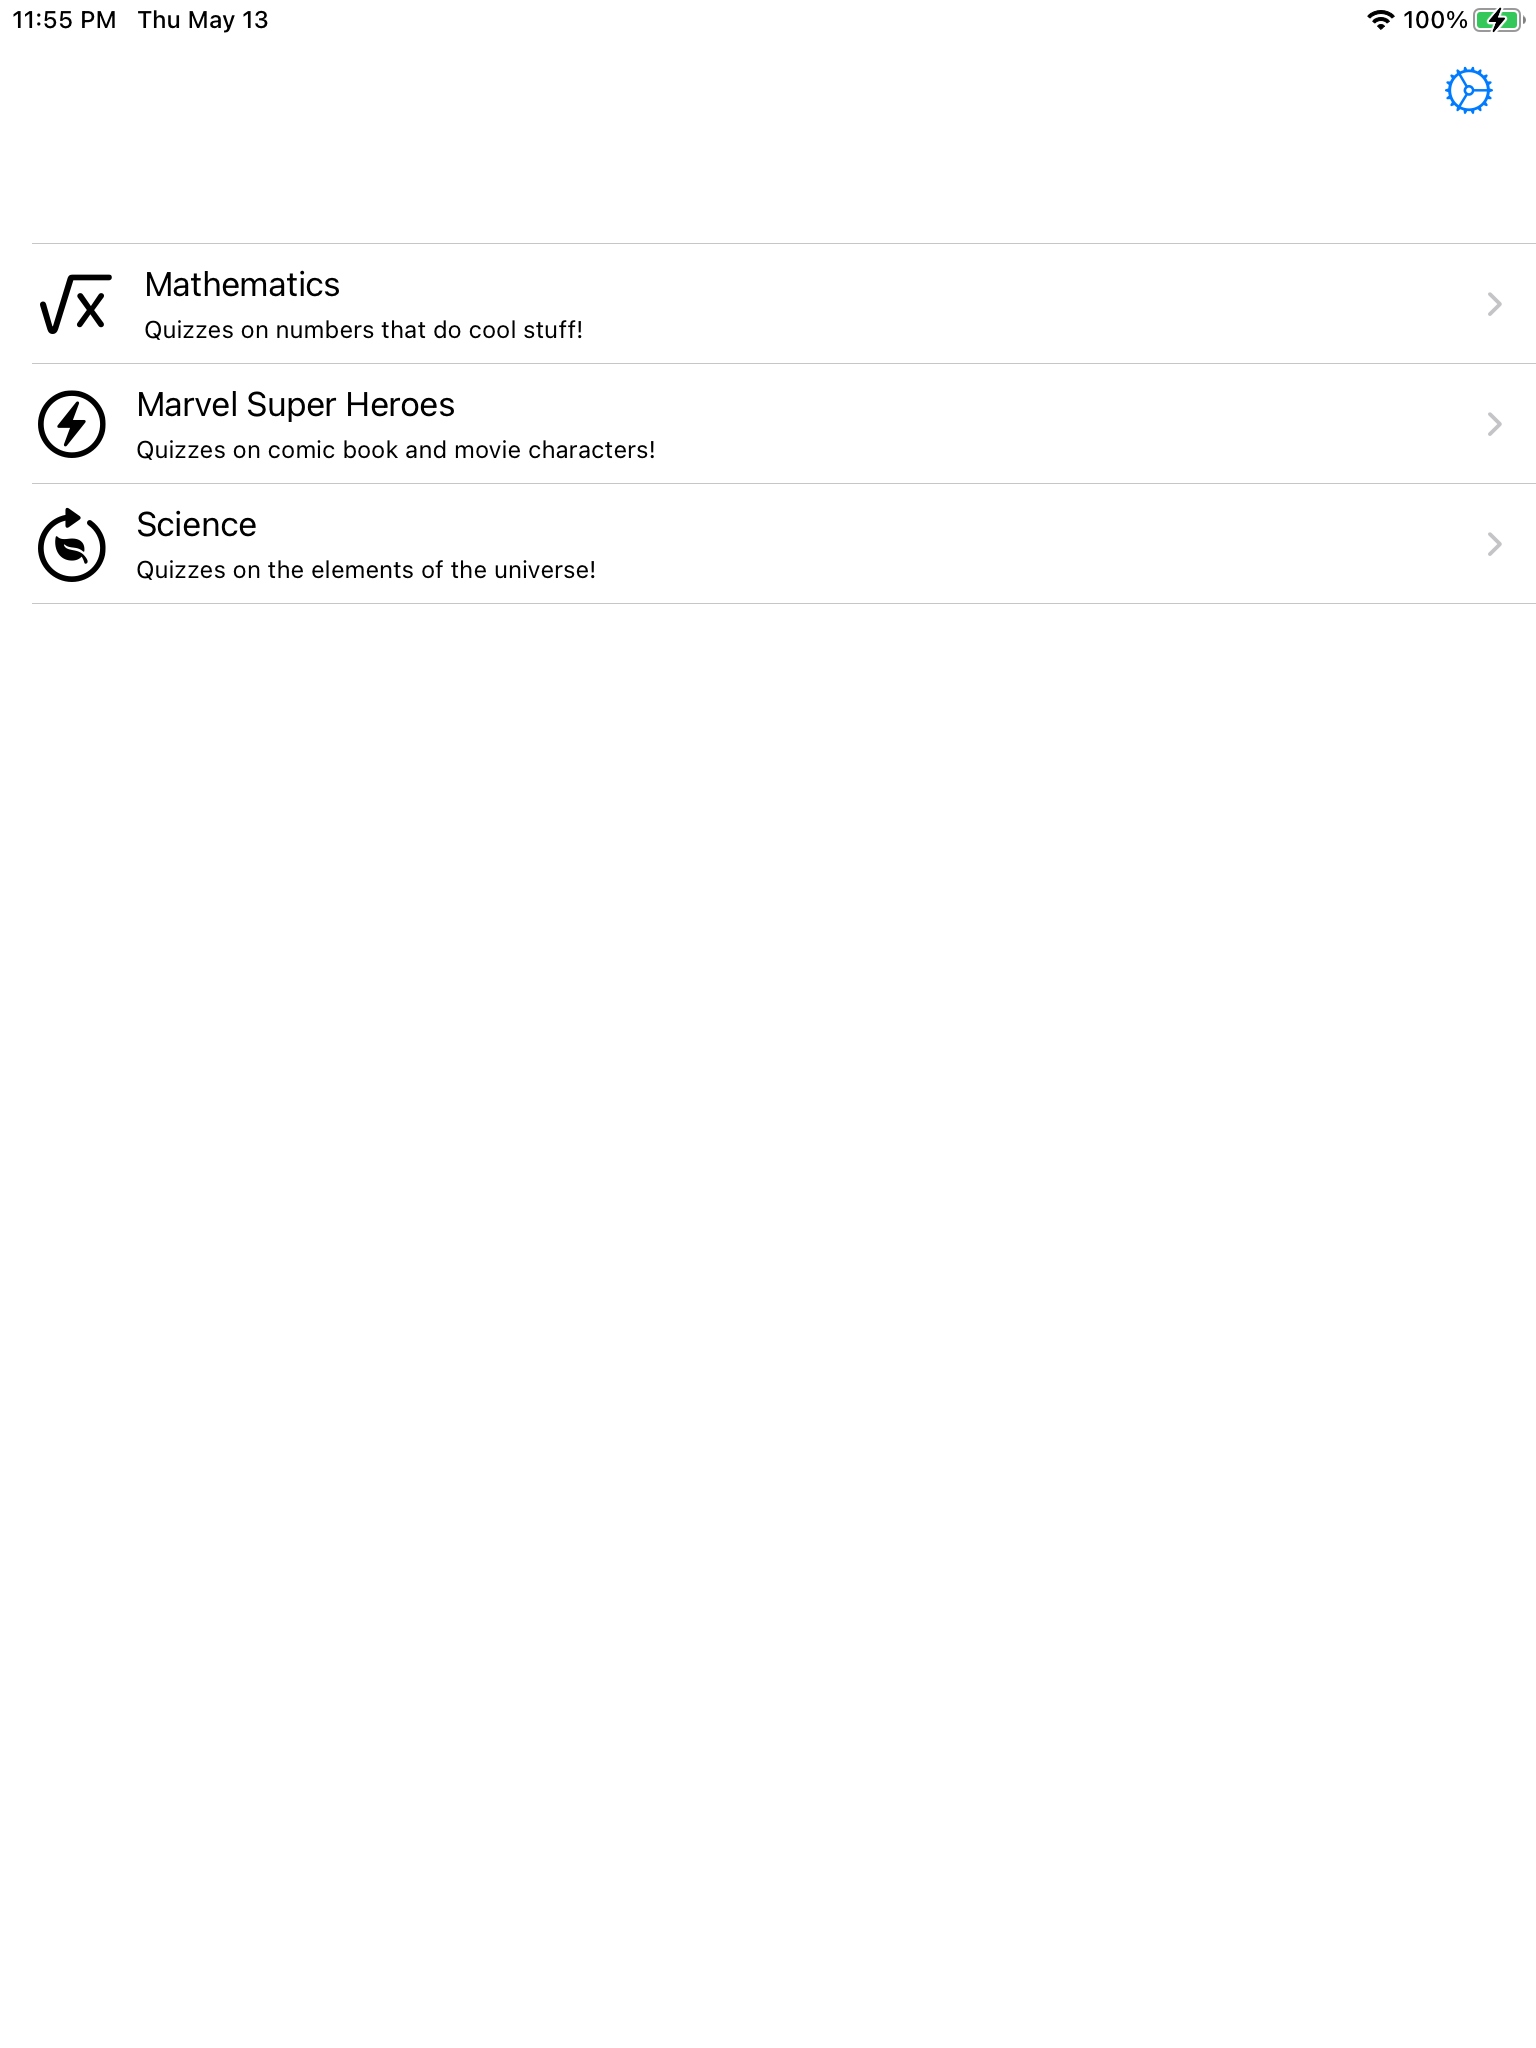 11:55 PM Thu May 13 100%
√x
Mathematics
Quizzes on numbers that do cool stuff!
Marvel Super Heroes
Quizzes on comic book and movie characters!
Science
Quizzes on the elements of the universe!